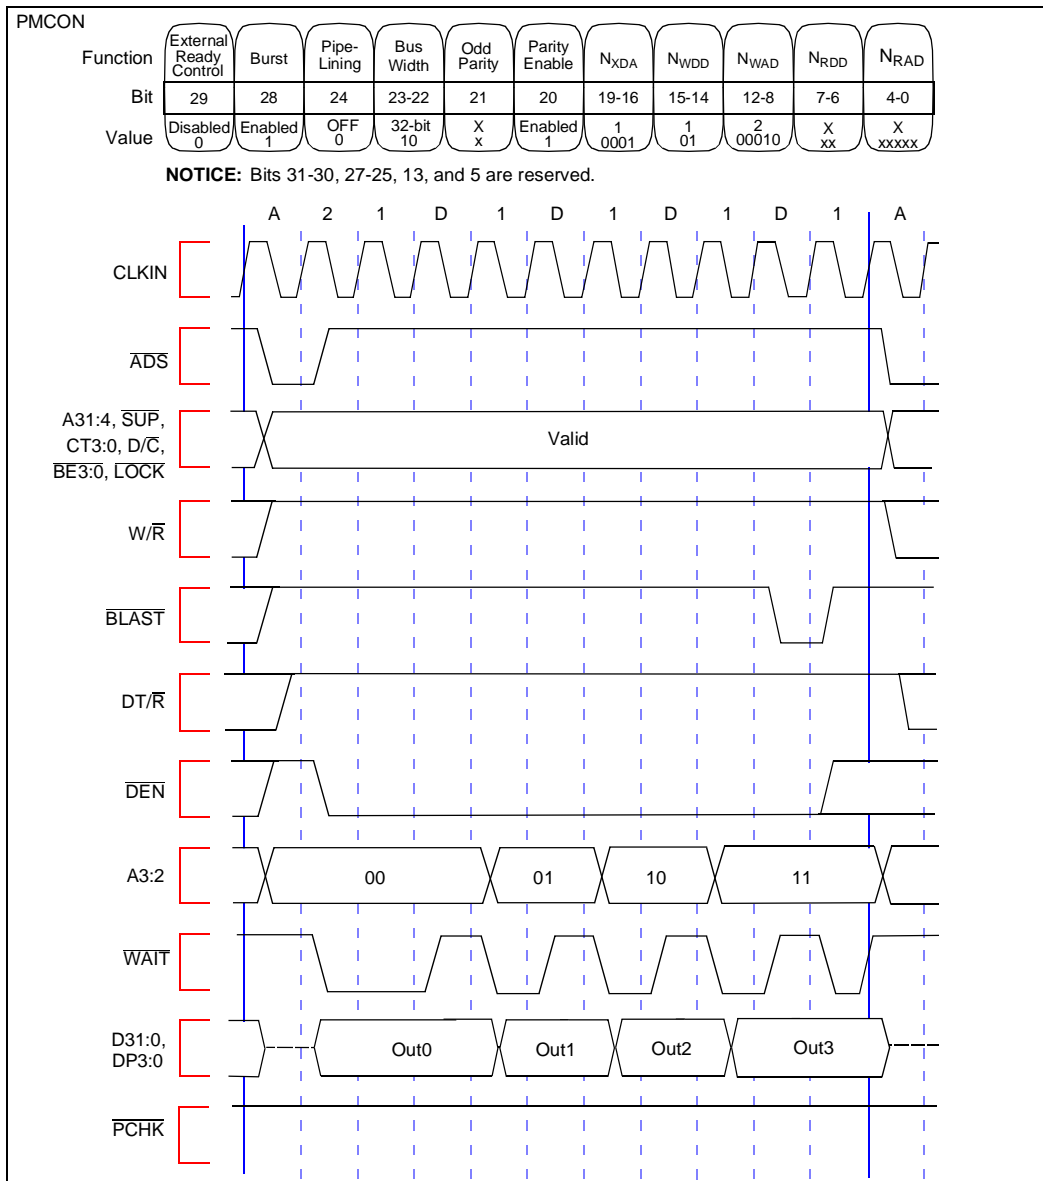 PMCON
Function External Ready Control Burst Pipe-Lining Bus Width Odd Parity Parity Enable NXDA NWDD NWAD NRDD NRAD
Bit 29 28 24 23-22 21 20 19-16 15-14 12-8 7-6 4-0
Value Disabled 0 Enabled 1 OFF 0 32-bit 10 X x Enabled 1 1 0001 1 01 2 00010 X xx X xxxxx
NOTICE: Bits 31-30, 27-25, 13, and 5 are reserved.
A 2 1 D 1 D 1 D 1 D 1 A
CLKIN
ADS
A31:4, SUP,
CT3:0, D/C,
BE3:0, LOCK
Valid
W/R
BLAST
DT/R
DEN
A3:2 00 01 10 11
WAIT
D31:0,
DP3:0
Out0 Out1 Out2 Out3
PCHK